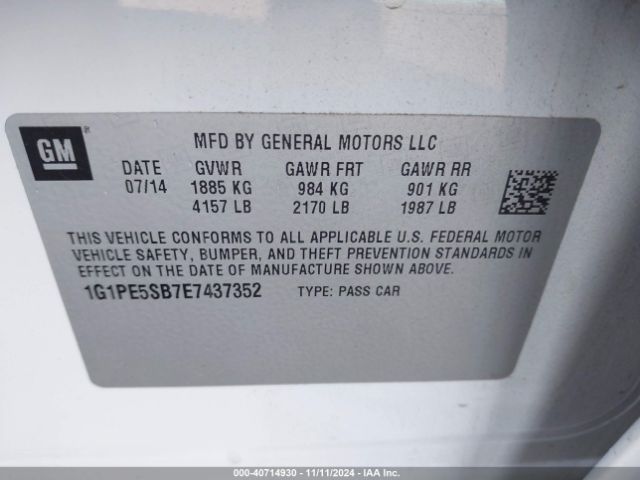 GM
MFD BY GENERAL MOTORS LLC
DATE GVWR GAWR FRT GAWR RR
07/14 1885 KG 984 KG 901 KG
4157 LB 2170 LB 1987 LB
THIS VEHICLE CONFORMS TO ALL APPLICABLE U.S. FEDERAL MOTOR
VEHICLE SAFETY, BUMPER, AND THEFT PREVENTION STANDARDS IN
EFFECT ON THE DATE OF MANUFACTURE SHOWN ABOVE.
1G1PE5SB7E7437352 TYPE: PASS CAR
000-40714930 - 11/11/2024 - IAA Inc.